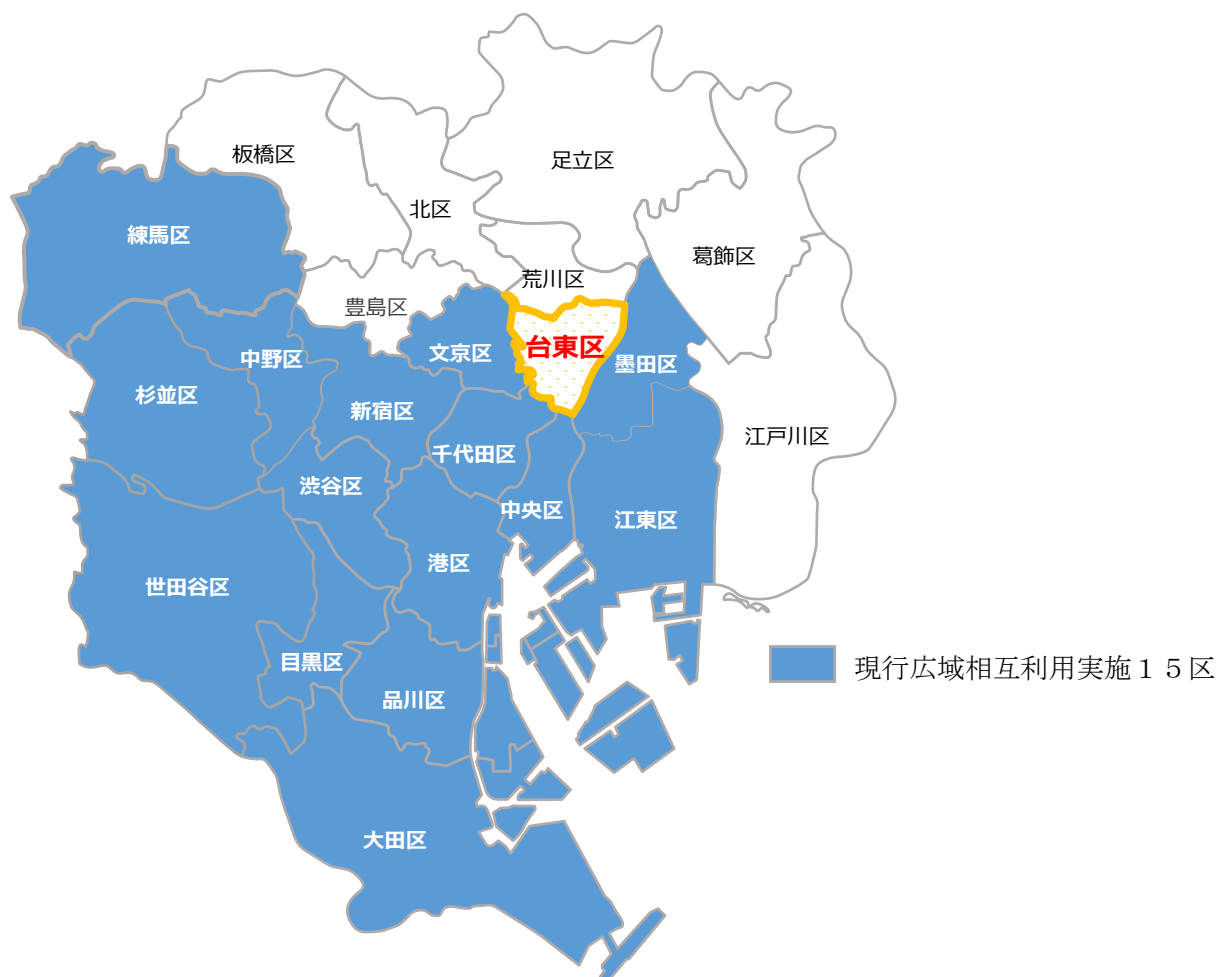 板橋区
足立区
北区
練馬区
葛飾区
荒川区
豊島区
台東区
文京区
中野区
墨田区
杉並区
新宿区
江戸川区
千代田区
渋谷区
中央区
江東区
港区
世田谷区
目黒区
現行広域相互利用実施１５区
品川区
大田区